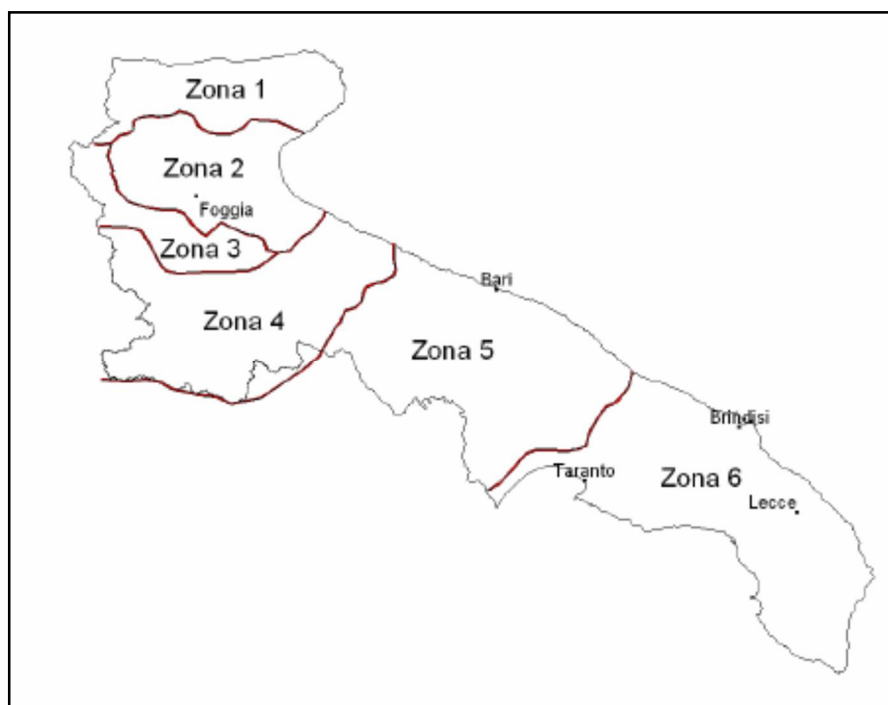 Zona 1
Zona 2
Foggia
Zona 3
Bari
Zona 4
Zona 5
Brindisi
Taranto
Zona 6
Lecce